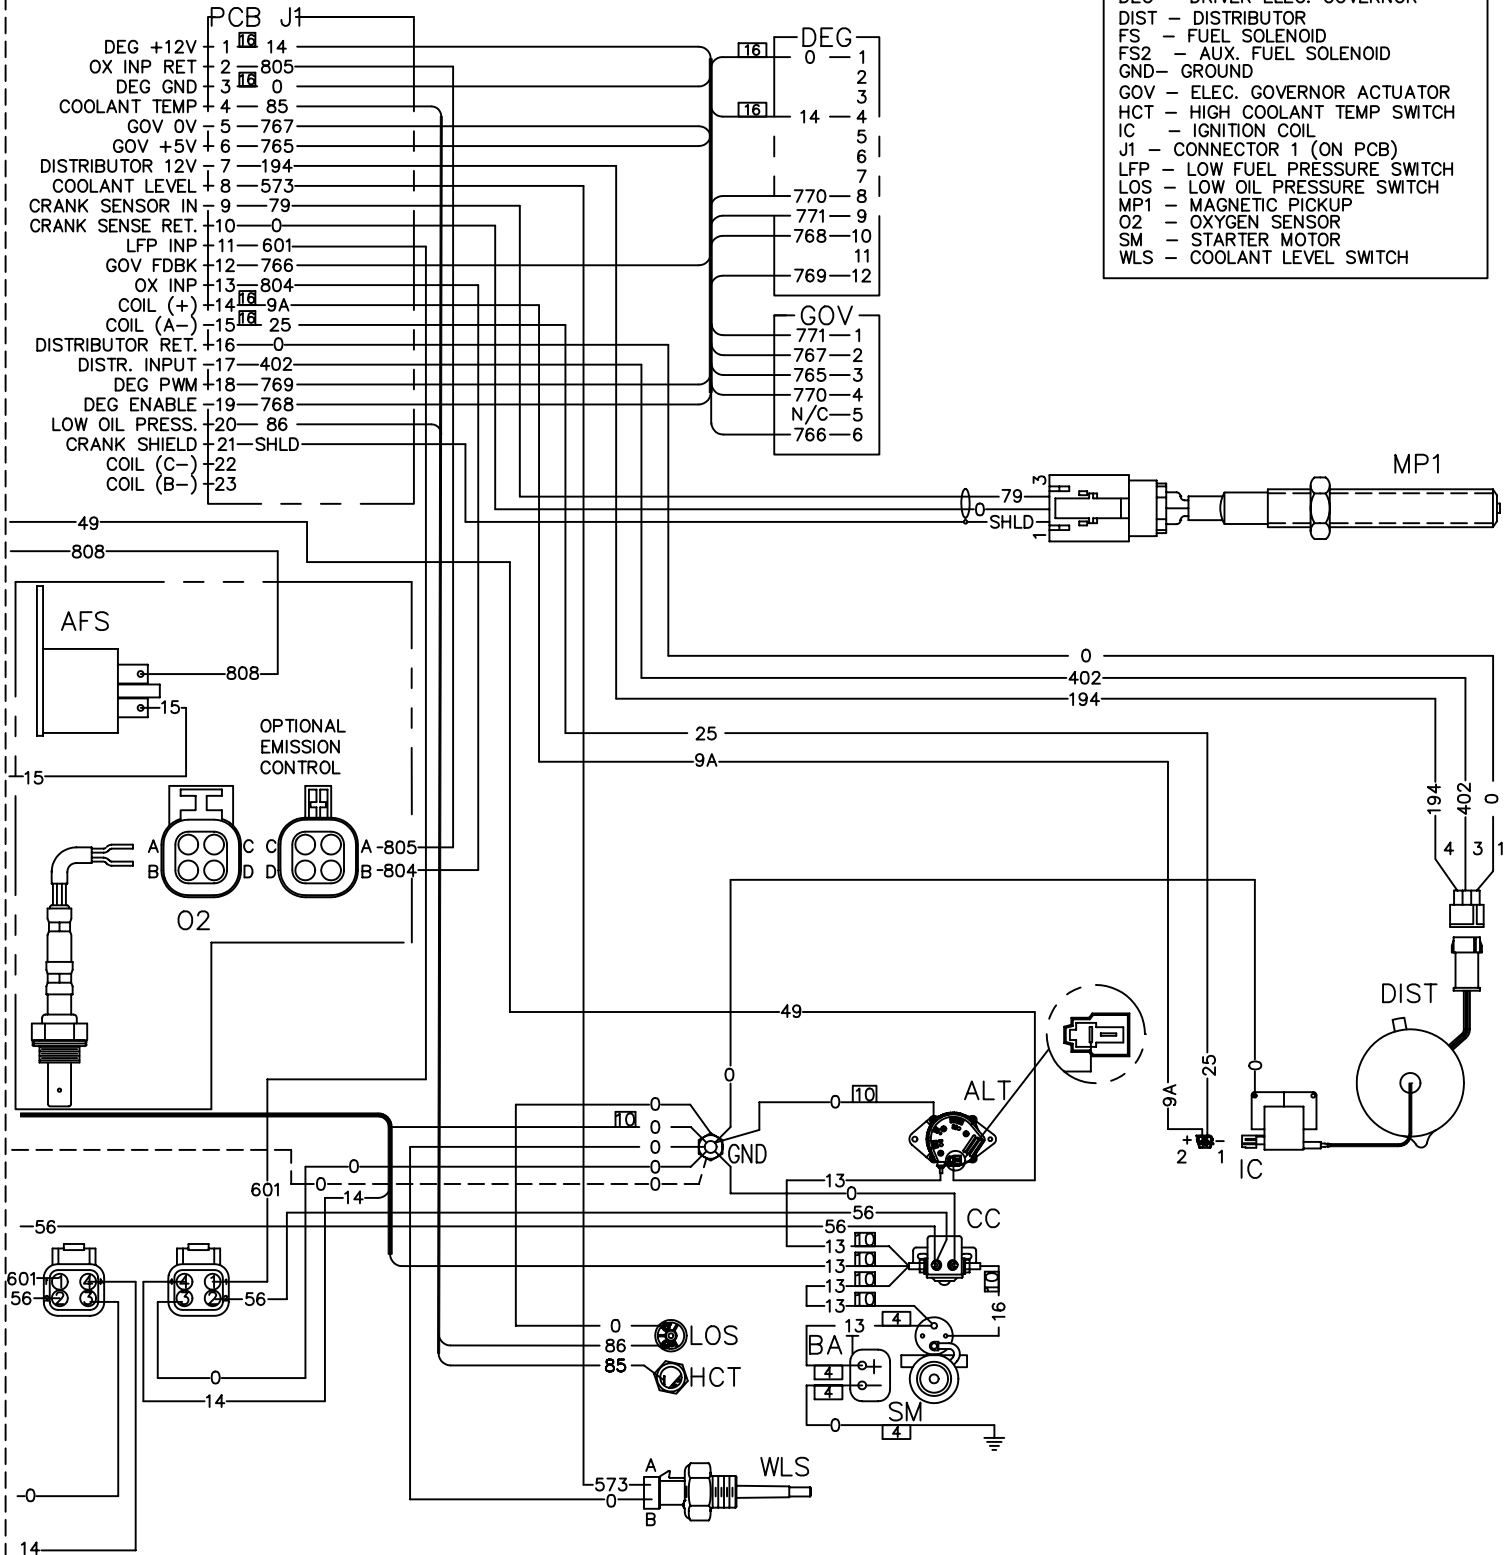 PCB J1
DEG +12V 1 16 14
OX INP RET 2 805
DEG GND 3 16 0
COOLANT TEMP 4 85
GOV 0V 5 767
GOV +5V 6 765
DISTRIBUTOR 12V 7 194
COOLANT LEVEL 8 573
CRANK SENSOR IN 9 79
CRANK SENSE RET. 10 0
LFP INP 11 601
GOV FDBK 12 766
OX INP 13 804
COIL (+) 14 16 9A
COIL (A-) 15 16 25
DISTRIBUTOR RET. 16 0
DISTR. INPUT 17 402
DEG PWM 18 769
DEG ENABLE 19 768
LOW OIL PRESS. 20 86
CRANK SHIELD 21 SHLD
COIL (C-) 22
COIL (B-) 23
DEG
16 0 1
2
3
16 14 4
5
6
7
770 8
771 9
768 10
11
769 12
GOV
771 1
767 2
765 3
770 4
N/C 5
766 6
DIST - DISTRIBUTOR
FS - FUEL SOLENOID
FS2 - AUX. FUEL SOLENOID
GND- GROUND
GOV - ELEC. GOVERNOR ACTUATOR
HCT - HIGH COOLANT TEMP SWITCH
IC - IGNITION COIL
J1 - CONNECTOR 1 (ON PCB)
LFP - LOW FUEL PRESSURE SWITCH
LOS - LOW OIL PRESSURE SWITCH
MP1 - MAGNETIC PICKUP
O2 - OXYGEN SENSOR
SM - STARTER MOTOR
WLS - COOLANT LEVEL SWITCH
MP1
3
79
0
SHLD
1
49
808
AFS
808
15
15
OPTIONAL
EMISSION
CONTROL
A C C A -805
B D D B -804
O2
0
402
194
25
9A
194 402 0
4 3 1
DIST
49
ALT
0 10
0
10
0
0
0
0
0
0
0
GND
9A
25
0
+ -
2 1
IC
601
14
13
0
56
56
CC
13 10
13 10
13 10
13 10
10
16
56
601 1 4
56 2 3
4 1
3 2 56
0
14
0
86
85
LOS
HCT
13 4
BAT
4
4
+
-
SM
0 4
573
0
A
B
WLS
0
14